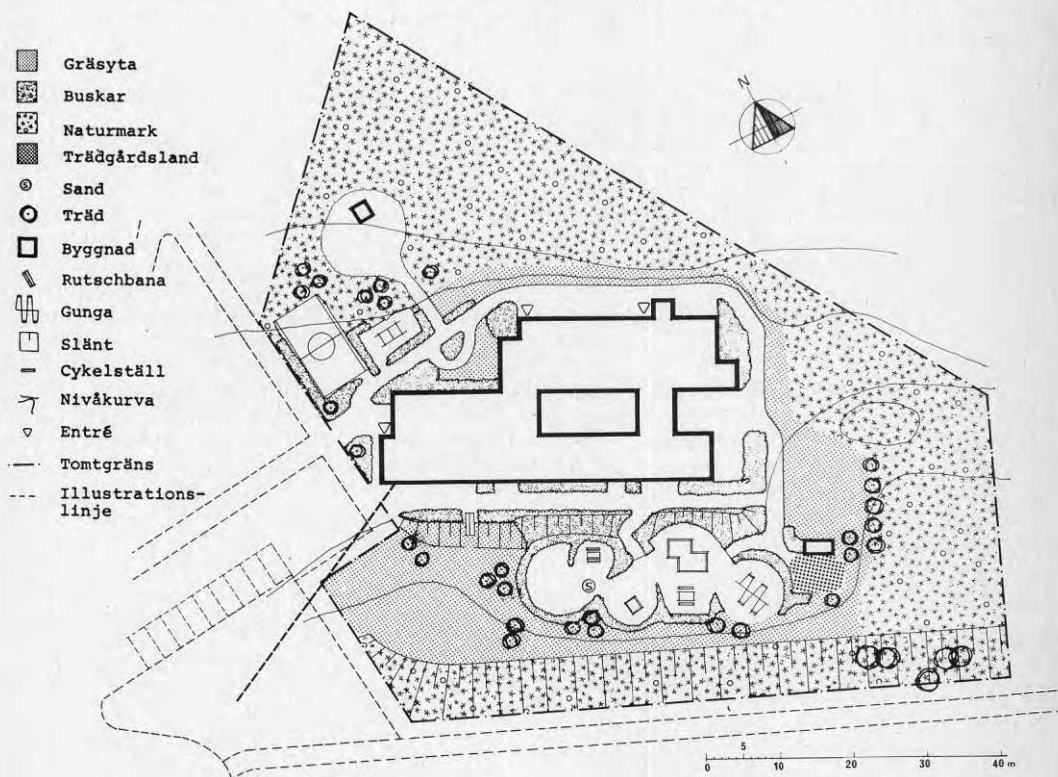 Gräsyta
Buskar
Naturmark
Trädgårdsland
S Sand
Träd
Byggnad
Rutschbana
Gunga
Slänt
Cykelställ
Nivåkurva
Entré
Tomtgräns
Illustrations-
linje
N
S
5
0 10 20 30 40 m